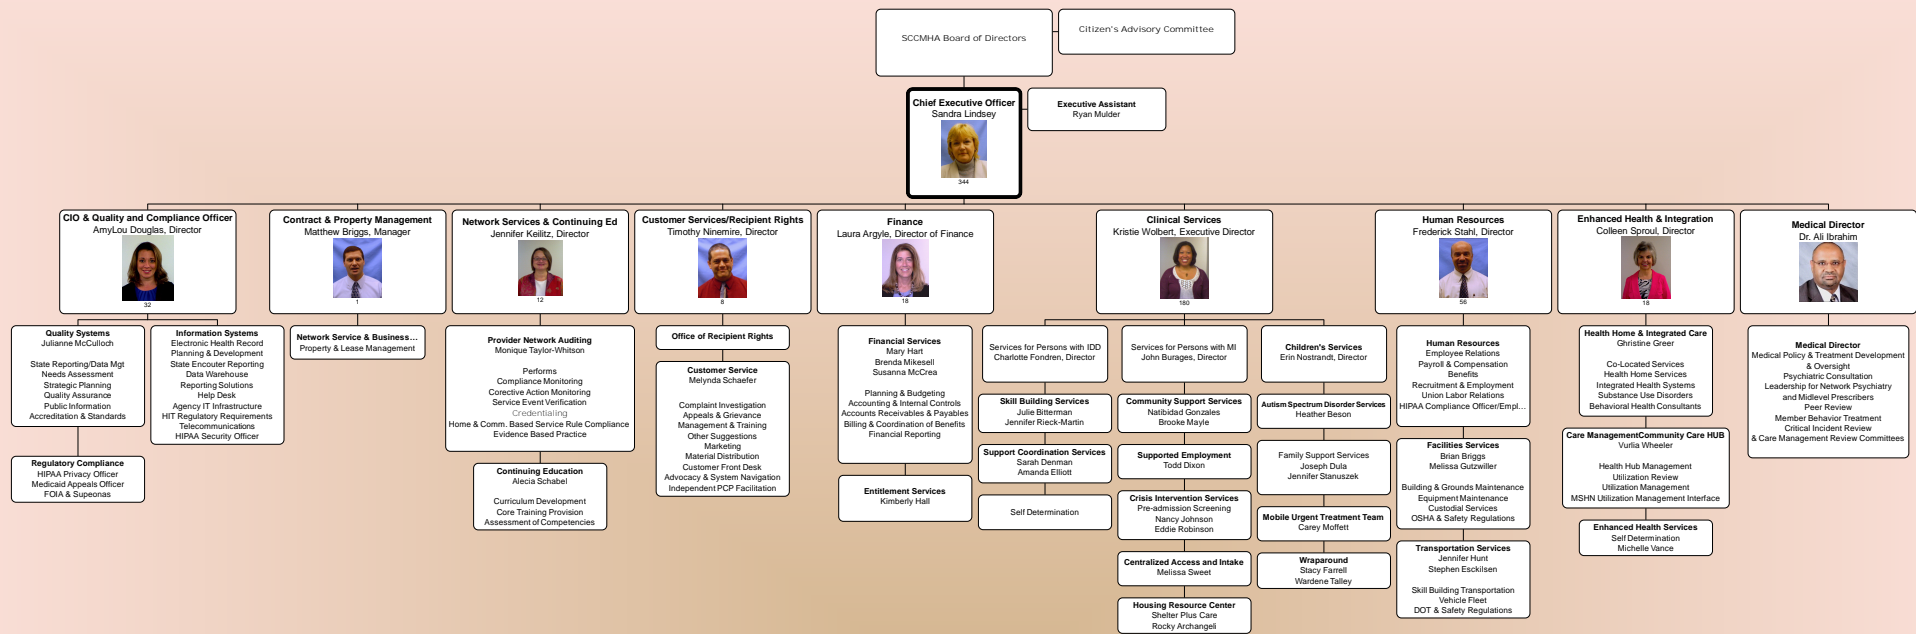 SCCMHA Board of Directors
Citizen's Advisory Committee
Chief Executive Officer
Sandra Lindsey
344
Executive Assistant
Ryan Mulder
CIO & Quality and Compliance Officer
AmyLou Douglas, Director
32
Quality Systems
Julianne McCulloch
State Reporting/Data Mgt
Needs Assessment
Strategic Planning
Quality Assurance
Public Information
Accreditation & Standards
Regulatory Compliance
HIPAA Privacy Officer
Medicaid Appeals Officer
FOIA & Supeonas
Information Systems
Electronic Health Record
Planning & Development
State Encouter Reporting
Data Warehouse
Reporting Solutions
Help Desk
Agency IT Infrastructure
HIT Regulatory Requirements
Telecommunications
HIPAA Security Officer
Contract & Property Management
Matthew Briggs, Manager
1
Network Service & Business...
Property & Lease Management
Network Services & Continuing Ed
Jennifer Keilitz, Director
12
Provider Network Auditing
Monique Taylor-Whitson
Performs
Compliance Monitoring
Corective Action Monitoring
Service Event Verification
Credentialing
Home & Comm. Based Service Rule Compliance
Evidence Based Practice
Continuing Education
Alecia Schabel
Curriculum Development
Core Training Provision
Assessment of Competencies
Customer Services/Recipient Rights
Timothy Ninemire, Director
8
Office of Recipient Rights
Customer Service
Melynda Schaefer
Complaint Investigation
Appeals & Grievance
Management & Training
Other Suggestions
Marketing
Material Distribution
Customer Front Desk
Advocacy & System Navigation
Independent PCP Facilitation
Finance
Laura Argyle, Director of Finance
18
Financial Services
Mary Hart
Brenda Mikesell
Susanna McCrea
Planning & Budgeting
Accounting & Internal Controls
Accounts Receivables & Payables
Billing & Coordination of Benefits
Financial Reporting
Entitlement Services
Kimberly Hall
Clinical Services
Kristie Wolbert, Executive Director
180
Services for Persons with IDD
Charlotte Fondren, Director
Skill Building Services
Julie Bitterman
Jennifer Rieck-Martin
Support Coordination Services
Sarah Denman
Amanda Elliott
Self Determination
Services for Persons with MI
John Burages, Director
Community Support Services
Natibidad Gonzales
Brooke Mayle
Supported Employment
Todd Dixon
Crisis Intervention Services
Pre-admission Screening
Nancy Johnson
Eddie Robinson
Centralized Access and Intake
Melissa Sweet
Housing Resource Center
Shelter Plus Care
Rocky Archangeli
Children's Services
Erin Nostrandt, Director
Autism Spectrum Disorder Services
Heather Beson
Family Support Services
Joseph Dula
Jennifer Stanuszek
Mobile Urgent Treatment Team
Carey Moffett
Wraparound
Stacy Farrell
Wardene Talley
Human Resources
Frederick Stahl, Director
56
Human Resources
Employee Relations
Payroll & Compensation
Benefits
Recruitment & Employment
Union Labor Relations
HIPAA Compliance Officer/Empl...
Facilities Services
Brian Briggs
Melissa Gutzwiller
Building & Grounds Maintenance
Equipment Maintenance
Custodial Services
OSHA & Safety Regulations
Transportation Services
Jennifer Hunt
Stephen Esckilsen
Skill Building Transportation
Vehicle Fleet
DOT & Safety Regulations
Enhanced Health & Integration
Colleen Sproul, Director
18
Health Home & Integrated Care
Ghristine Greer
Co-Located Services
Health Home Services
Integrated Health Systems
Substance Use Disorders
Behavioral Health Consultants
Care ManagementCommunity Care HUB
Vurlia Wheeler
Health Hub Management
Utilization Review
Utilization Management
MSHN Utilization Management Interface
Enhanced Health Services
Self Determination
Michelle Vance
Medical Director
Dr. Ali Ibrahim
Medical Director
Medical Policy & Treatment Development
& Oversight
Psychiatric Consultation
Leadership for Network Psychiatry
and Midlevel Prescribers
Peer Review
Member Behavior Treatment
Critical Incident Review
& Care Management Review Committees